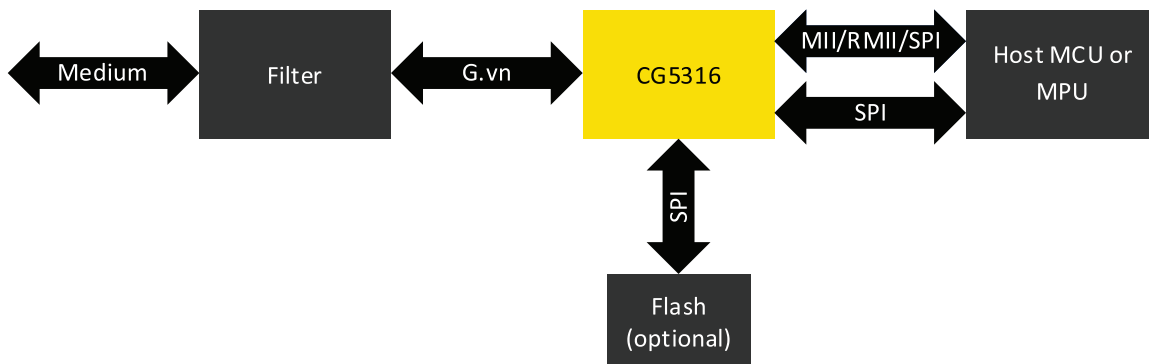 Medium
Filter
G.vn
CG5316
MII/RMII/SPI
SPI
Host MCU or
MPU
SPI
Flash
(optional)